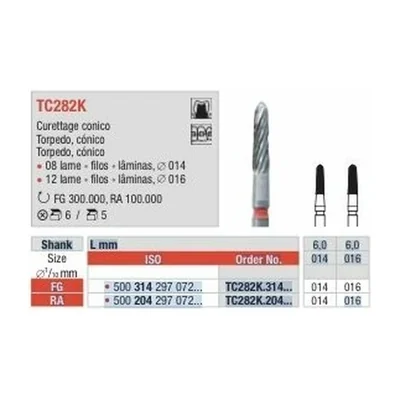 TC282K
Curettage conico
Torpedo, cónico
Torpedo, cónico
• 08 lame - filos - lâminas, ∅ 014
• 12 lame - filos - lâminas, ∅ 016
FG 300.000, RA 100.000
6 / 5
Shank L mm 6,0 6,0
Size ISO Order No. 014 016
∅ 1/10 mm
FG • 500 314 297 072... TC282K.314... 014 016
RA • 500 204 297 072... TC282K.204... 014 016